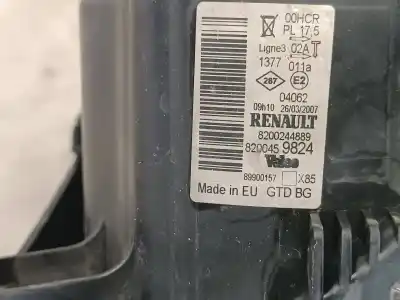 00HCR
PL 17,5
Ligne3 02A T
1377 011a
287 E2
04062
09h10 26/03/2007
RENAULT
8200244889
820045 9824
Valeo
89900157 X85
Made in EU GTD BG